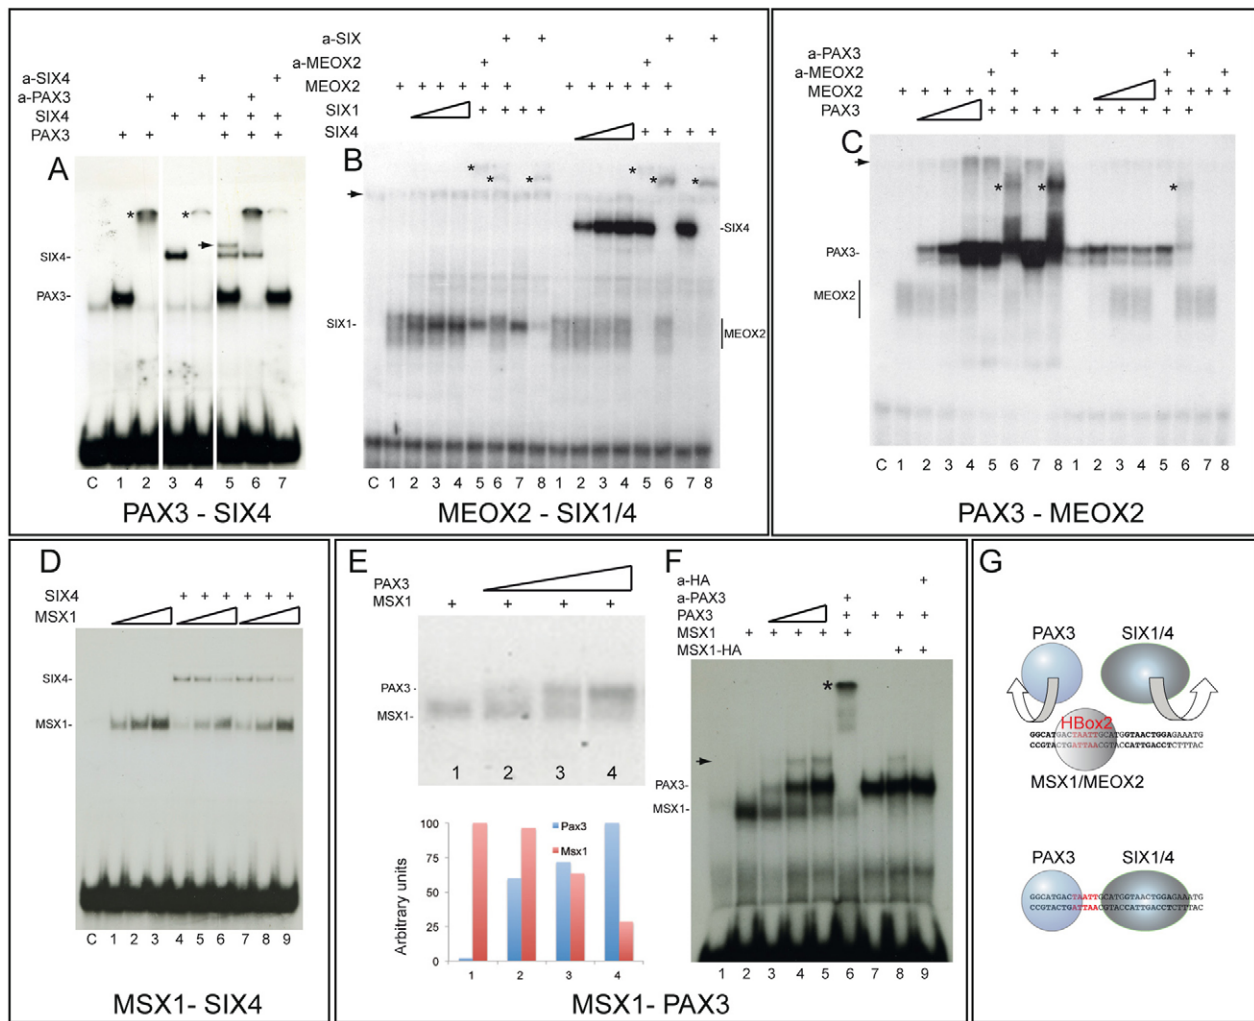 A
a-SIX4 + +
a-PAX3 + +
SIX4 + + + + +
PAX3 + + + + +
*
*
SIX4-
PAX3-
C 1 2 3 4 5 6 7
PAX3 - SIX4
B
a-SIX + +
a-MEOX2 + +
MEOX2 + + + + + + + + + + + +
SIX1 + + + +
SIX4 + + + +
* * * * * *
-SIX4
SIX1-
MEOX2
C 1 2 3 4 5 6 7 8 1 2 3 4 5 6 7 8
MEOX2 - SIX1/4
C
a-PAX3 + + +
a-MEOX2 + + +
MEOX2 + + + + + + + + + +
PAX3 + + + + + + +
* * *
PAX3-
MEOX2
C 1 2 3 4 5 6 7 8 1 2 3 4 5 6 7 8
PAX3 - MEOX2
D
SIX4 + + + + + +
MSX1
SIX4-
MSX1-
C 1 2 3 4 5 6 7 8 9
MSX1- SIX4
E
PAX3
MSX1 + + + +
PAX3 -
MSX1-
1 2 3 4
Arbitrary units
100
75
50
25
0
Pax3
Msx1
1 2 3 4
F
a-HA +
a-PAX3 +
PAX3 + + + +
MSX1 + + + + +
MSX1-HA + +
*
PAX3-
MSX1-
1 2 3 4 5 6 7 8 9
MSX1- PAX3
G
PAX3 SIX1/4
HBox2
GGCATGACTAATTGCATGGTAACTGGAGAAATG
CCGTACTGATTAACGTACCATTGACCTCTTTAC
MSX1/MEOX2
PAX3 SIX1/4
GGCATGACTAATTGCATGGTAACTGGAGAAATG
CCGTACTGATTAACGTACCATTGACCTCTTTAC